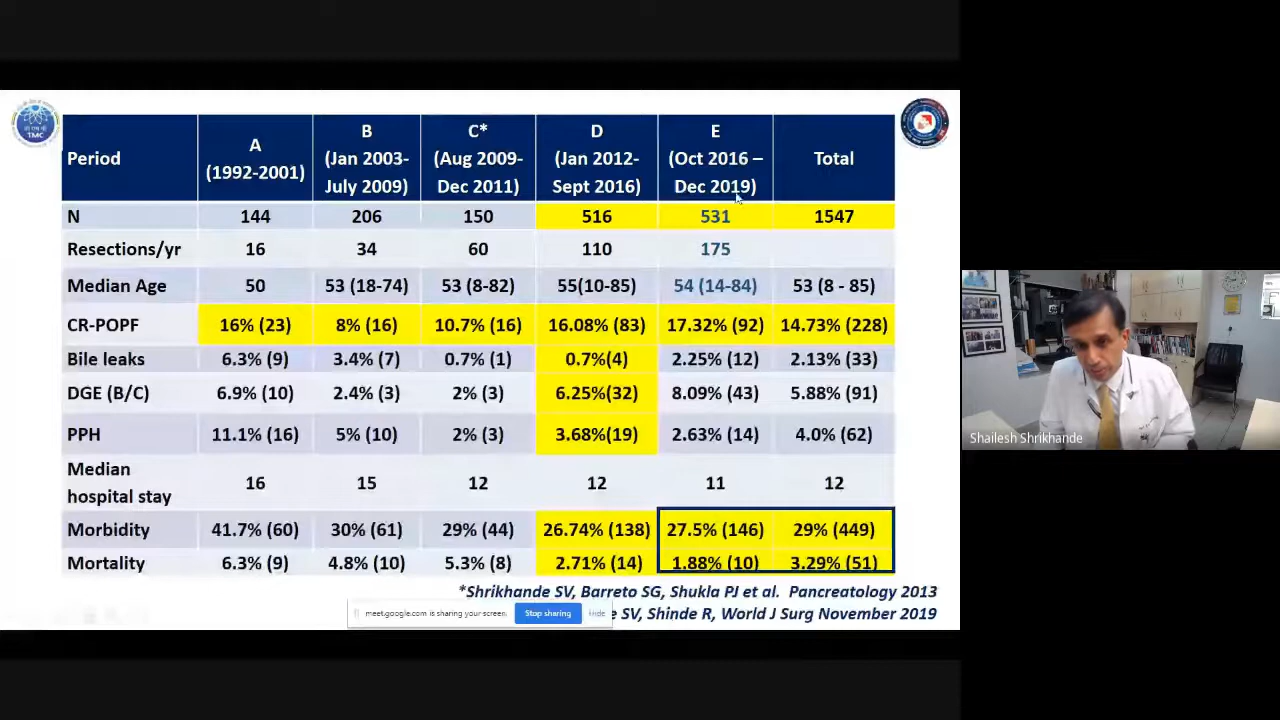 Period
A
(1992-2001)
B
(Jan 2003-
July 2009)
C*
(Aug 2009-
Dec 2011)
D
(Jan 2012-
Sept 2016)
E
(Oct 2016 –
Dec 2019)
Total
N 144 206 150 516 531 1547
Resections/yr 16 34 60 110 175
Median Age 50 53 (18-74) 53 (8-82) 55(10-85) 54 (14-84) 53 (8 - 85)
CR-POPF 16% (23) 8% (16) 10.7% (16) 16.08% (83) 17.32% (92) 14.73% (228)
Bile leaks 6.3% (9) 3.4% (7) 0.7% (1) 0.7%(4) 2.25% (12) 2.13% (33)
DGE (B/C) 6.9% (10) 2.4% (3) 2% (3) 6.25%(32) 8.09% (43) 5.88% (91)
PPH 11.1% (16) 5% (10) 2% (3) 3.68%(19) 2.63% (14) 4.0% (62)
Median
hospital stay 16 15 12 12 11 12
Morbidity 41.7% (60) 30% (61) 29% (44) 26.74% (138) 27.5% (146) 29% (449)
Mortality 6.3% (9) 4.8% (10) 5.3% (8) 2.71% (14) 1.88% (10) 3.29% (51)
*Shrikhande SV, Barreto SG, Shukla PJ et al. Pancreatology 2013
SV, Shinde R, World J Surg November 2019
meet.google.com is sharing your screen. Stop sharing Hide
TMC
Shailesh Shrikhande